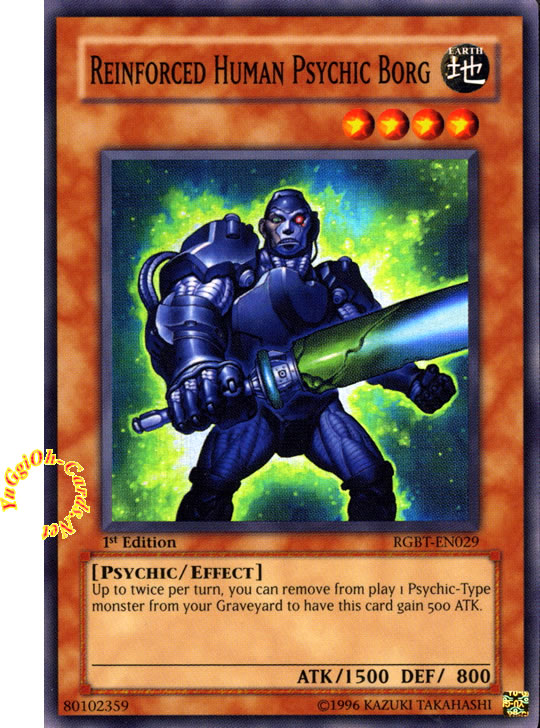 REINFORCED HUMAN PSYCHIC BORG
EARTH
地
1st Edition
RGBT-EN029
[PSYCHIC/EFFECT]
Up to twice per turn, you can remove from play 1 Psychic-Type
monster from your Graveyard to have this card gain 500 ATK.
ATK/1500 DEF/ 800
80102359
©1996 KAZUKI TAKAHASHI
YuGgiOh-Cards.Net